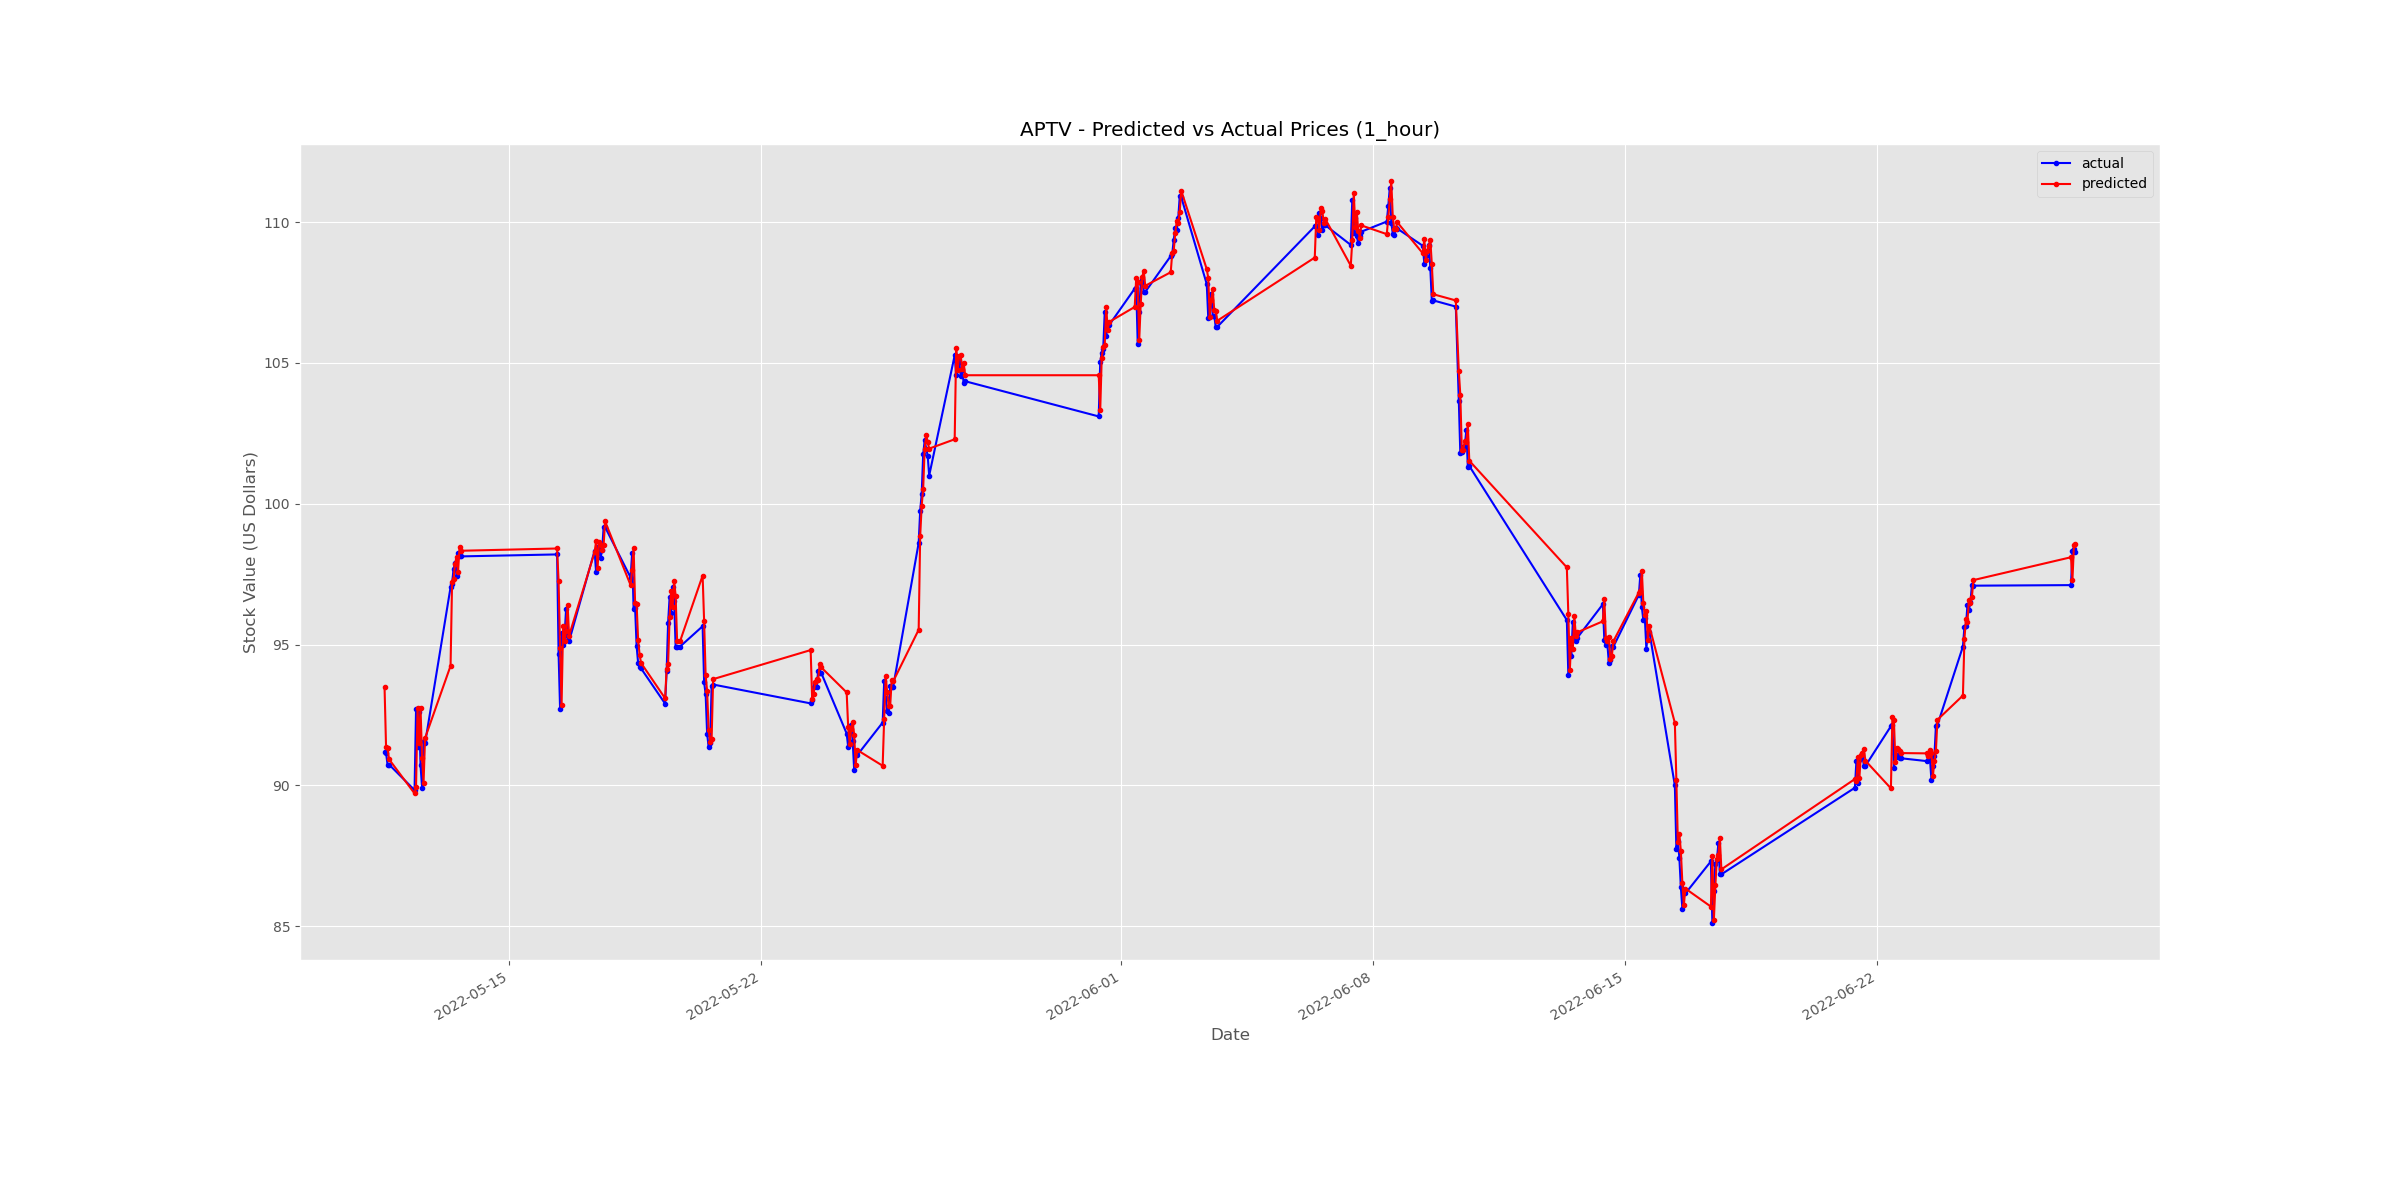 APTV - Predicted vs Actual Prices (1_hour)
actual
predicted
Stock Value (US Dollars)
110
105
100
95
90
85
2022-05-15
2022-05-22
2022-06-01
2022-06-08
2022-06-15
2022-06-22
Date